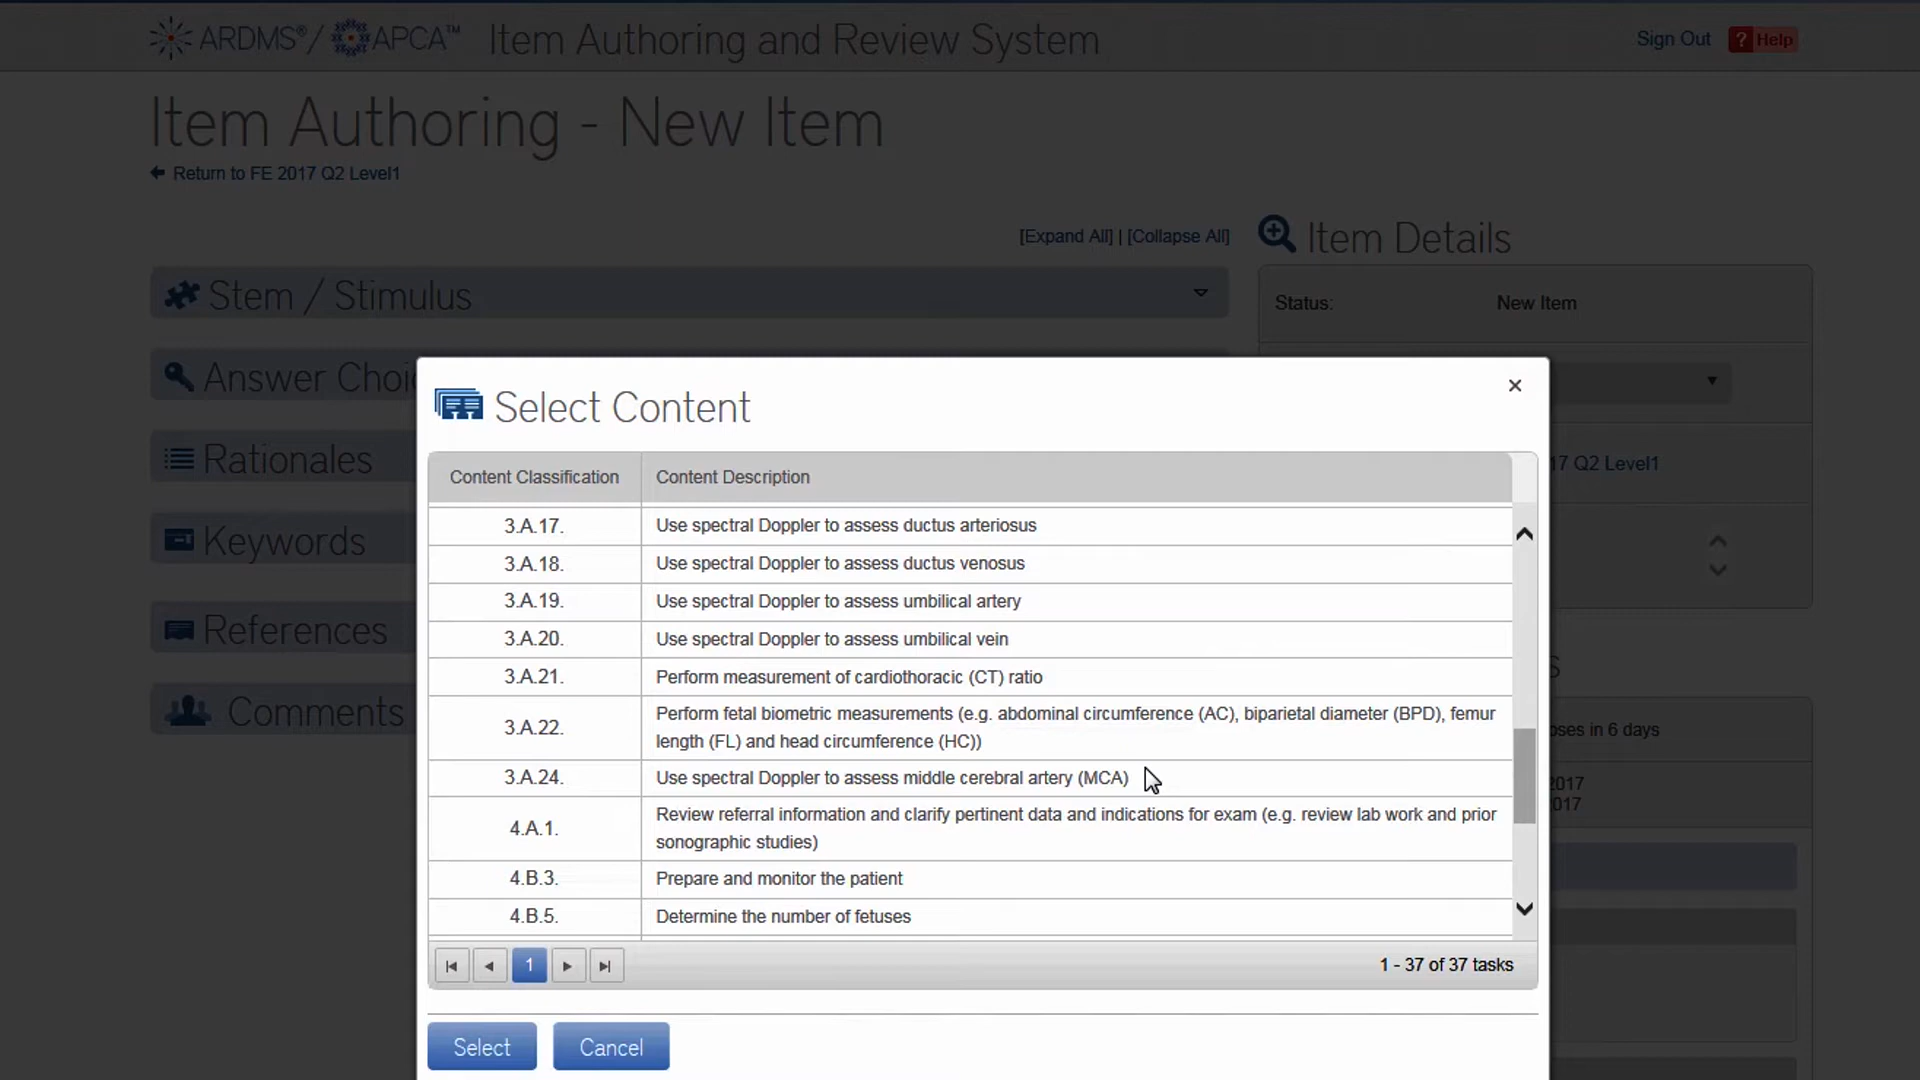 ARDMS®/ APCA™ Item Authoring and Review System
Sign Out ? Help
Item Authoring - New Item
Return to FE 2017 Q2 Level1
[Expand All] | [Collapse All]
Item Details
Stem / Stimulus
Status: New Item
Answer Choi
Rationales
17 Q2 Level1
Keywords
References
S
Comments
oses in 6 days
2017
017
Select Content
Content Classification Content Description
3.A.17. Use spectral Doppler to assess ductus arteriosus
3.A.18. Use spectral Doppler to assess ductus venosus
3.A.19. Use spectral Doppler to assess umbilical artery
3.A.20. Use spectral Doppler to assess umbilical vein
3.A.21. Perform measurement of cardiothoracic (CT) ratio
3.A.22. Perform fetal biometric measurements (e.g. abdominal circumference (AC), biparietal diameter (BPD), femur
length (FL) and head circumference (HC))
3.A.24. Use spectral Doppler to assess middle cerebral artery (MCA)
4.A.1. Review referral information and clarify pertinent data and indications for exam (e.g. review lab work and prior
sonographic studies)
4.B.3. Prepare and monitor the patient
4.B.5. Determine the number of fetuses
1 1 - 37 of 37 tasks
Select Cancel